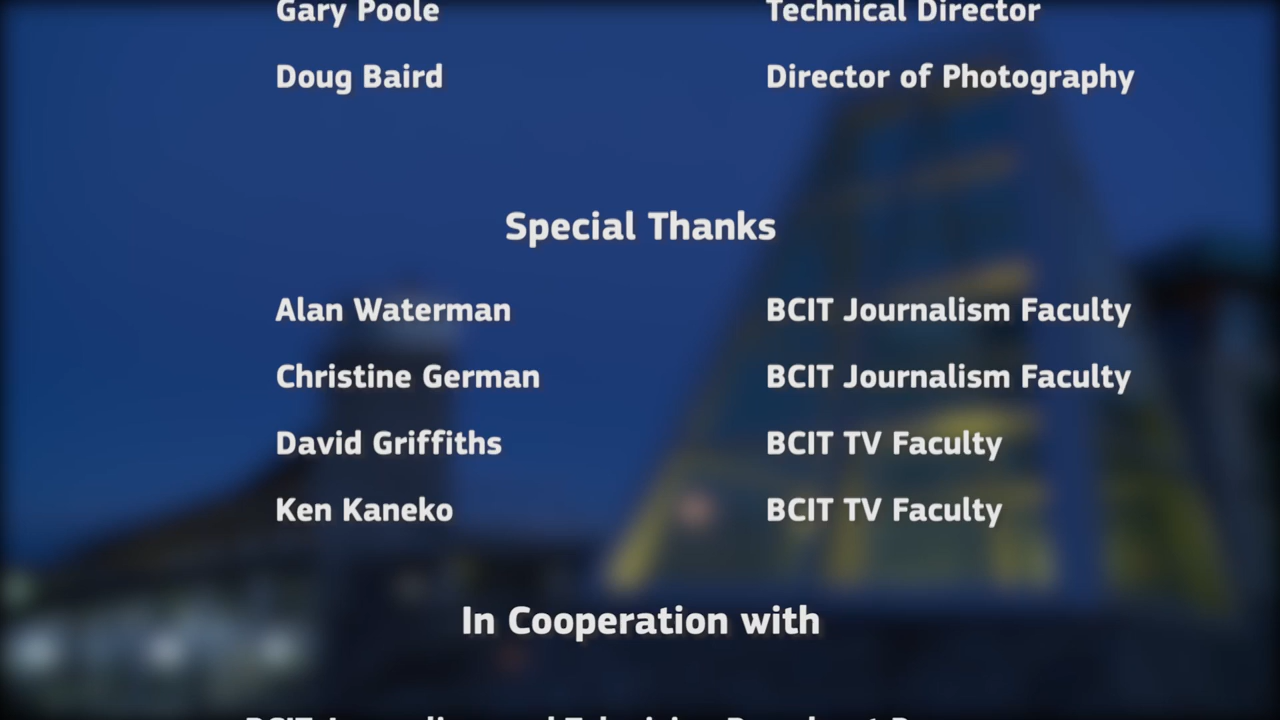 Gary Poole Technical Director
Doug Baird Director of Photography
Special Thanks
Alan Waterman BCIT Journalism Faculty
Christine German BCIT Journalism Faculty
David Griffiths BCIT TV Faculty
Ken Kaneko BCIT TV Faculty
In Cooperation with